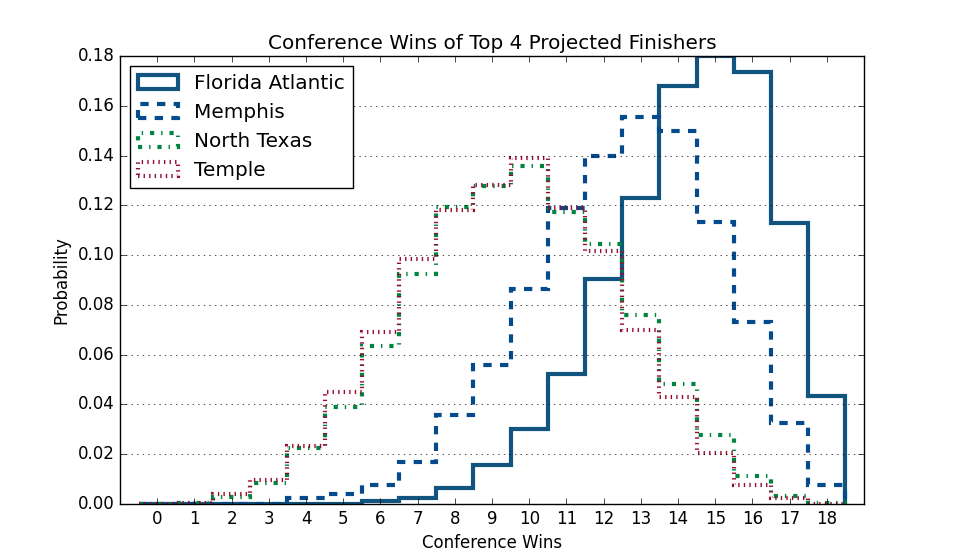 Conference Wins of Top 4 Projected Finishers
Florida Atlantic
Memphis
North Texas
Temple
Probability
0.18
0.16
0.14
0.12
0.10
0.08
0.06
0.04
0.02
0.00
0 1 2 3 4 5 6 7 8 9 10 11 12 13 14 15 16 17 18
Conference Wins